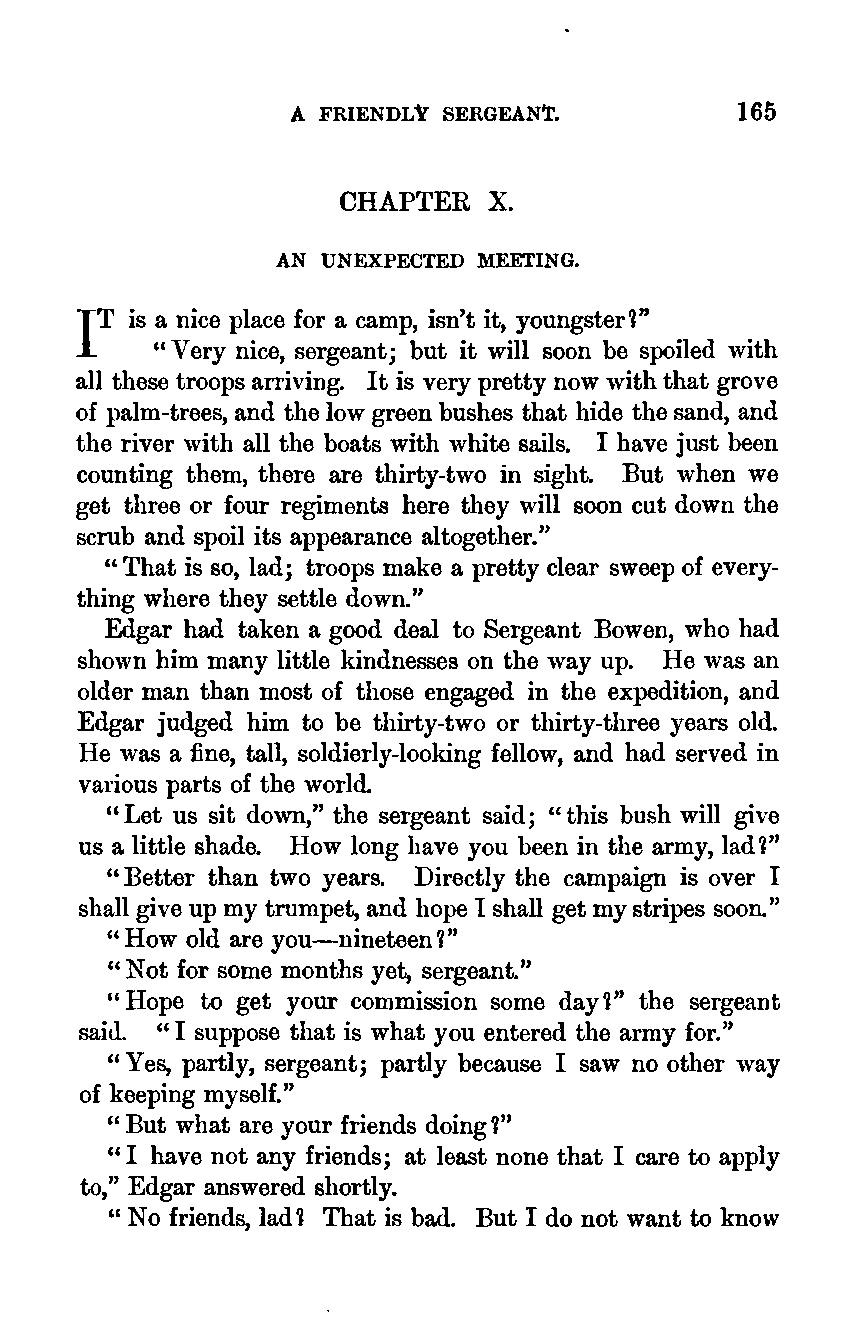 A FRIENDLY SERGEANT. 165
CHAPTER X.
AN UNEXPECTED MEETING.
IT is a nice place for a camp, isn't it, youngster?"
"Very nice, sergeant; but it will soon be spoiled with
all these troops arriving. It is very pretty now with that grove
of palm-trees, and the low green bushes that hide the sand, and
the river with all the boats with white sails. I have just been
counting them, there are thirty-two in sight. But when we
get three or four regiments here they will soon cut down the
scrub and spoil its appearance altogether."
"That is so, lad; troops make a pretty clear sweep of every-
thing where they settle down."
Edgar had taken a good deal to Sergeant Bowen, who had
shown him many little kindnesses on the way up. He was an
older man than most of those engaged in the expedition, and
Edgar judged him to be thirty-two or thirty-three years old.
He was a fine, tall, soldierly-looking fellow, and had served in
various parts of the world.
"Let us sit down," the sergeant said; "this bush will give
us a little shade. How long have you been in the army, lad?"
"Better than two years. Directly the campaign is over I
shall give up my trumpet, and hope I shall get my stripes soon."
"How old are you—nineteen?"
"Not for some months yet, sergeant."
"Hope to get your commission some day?" the sergeant
said. "I suppose that is what you entered the army for."
"Yes, partly, sergeant; partly because I saw no other way
of keeping myself."
"But what are your friends doing?"
"I have not any friends; at least none that I care to apply
to," Edgar answered shortly.
"No friends, lad? That is bad. But I do not want to know